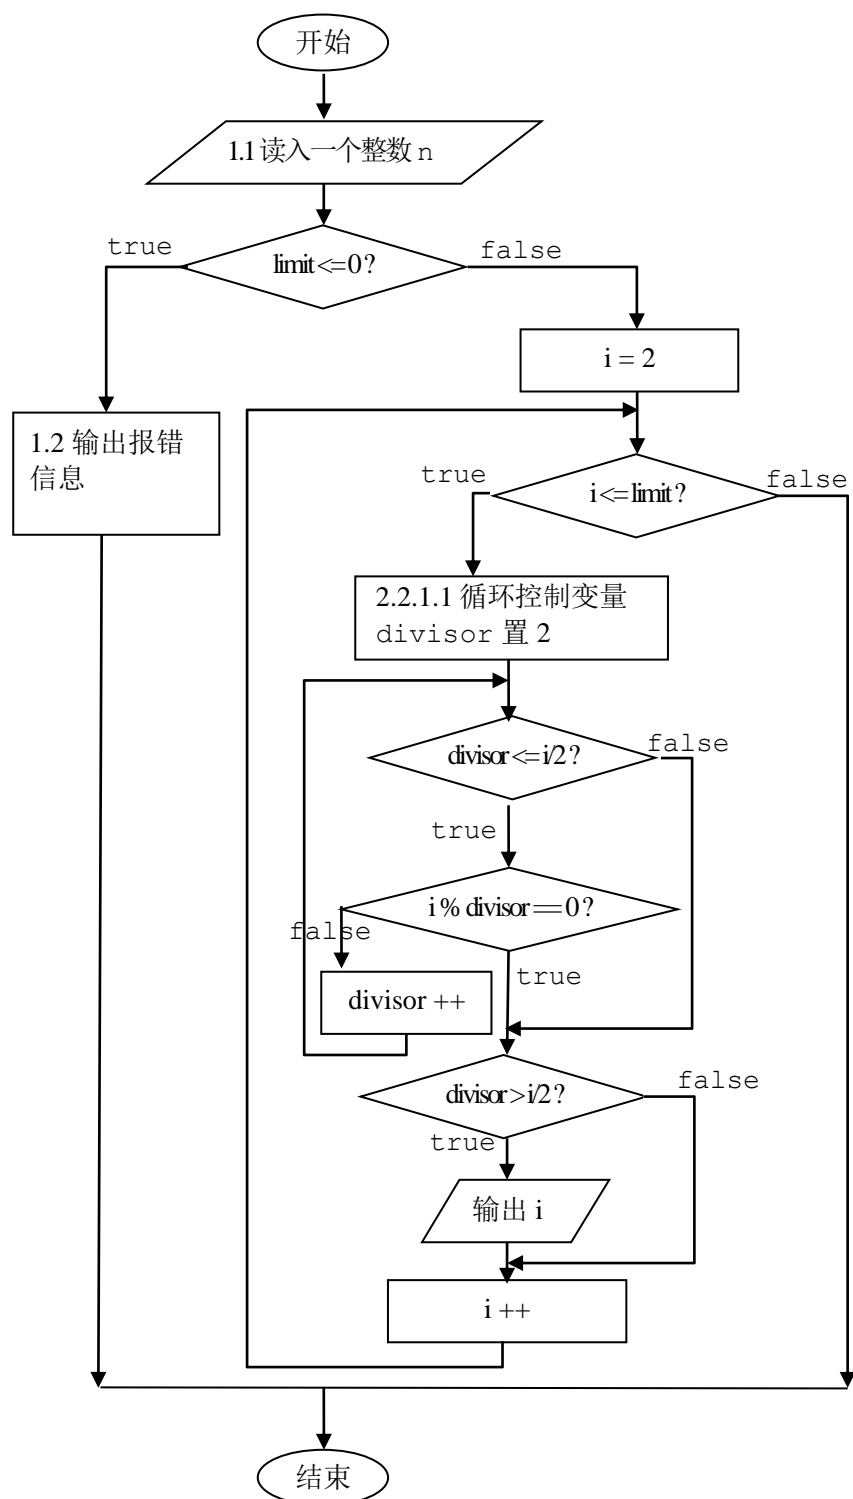 开始
1.1 读入一个整数 n
true
false
limit<=0?
i = 2
1.2 输出报错
信息
true
false
i<=limit?
2.2.1.1 循环控制变量
divisor 置 2
divisor<=i/2?
false
true
i % divisor==0?
false
true
divisor ++
divisor>i/2?
false
true
输出 i
i ++
结束